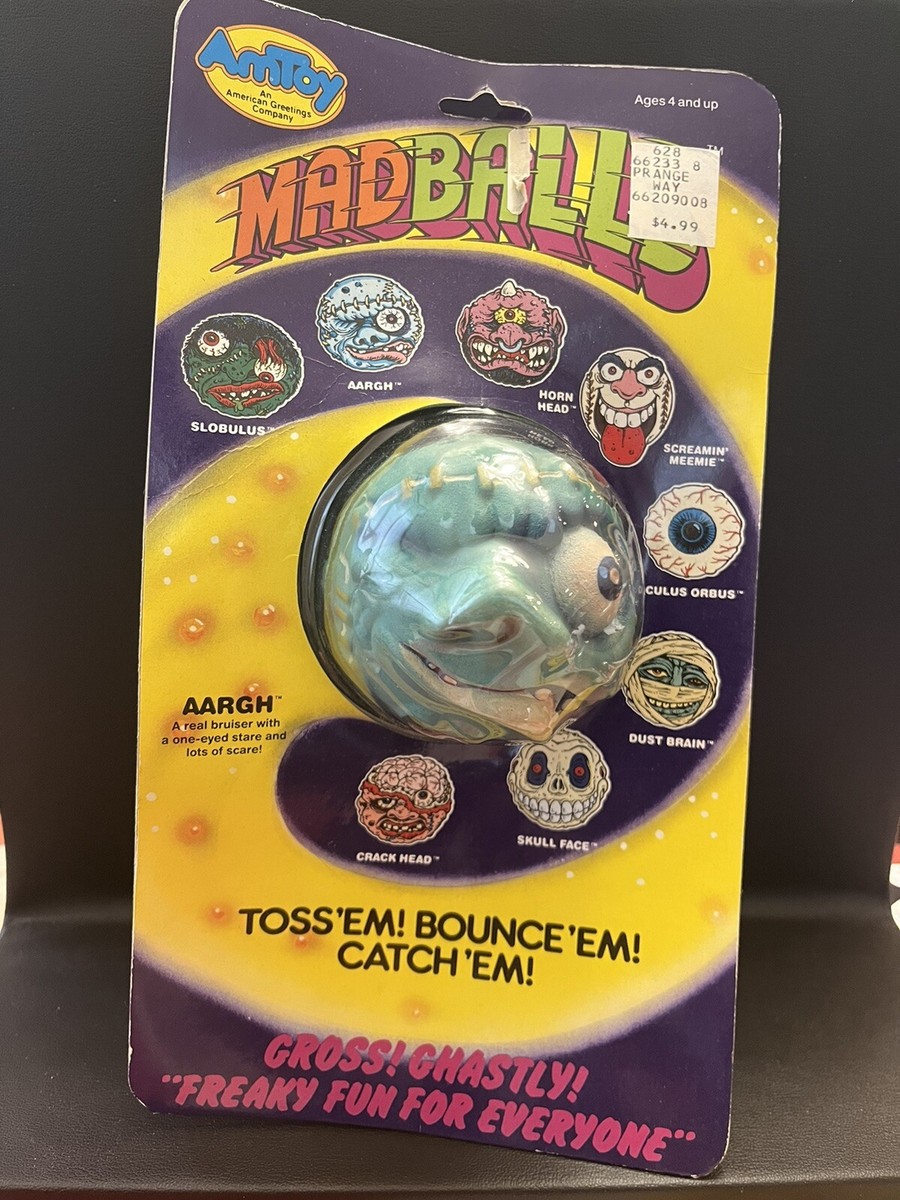 AmToy
An
American Greetings
Company
Ages 4 and up
MADBALL
TM
628
66233 8
PRANGE
WAY
66209008
$4.99
SLOBULUS™
AARGH™
HORN
HEAD™
SCREAMIN'
MEEMIE™
CULUS ORBUS™
DUST BRAIN™
SKULL FACE™
CRACK HEAD™
AARGH™
A real bruiser with
a one-eyed stare and
lots of scare!
TOSS'EM! BOUNCE'EM!
CATCH'EM!
GROSS! GHASTLY!
"FREAKY FUN FOR EVERYONE"